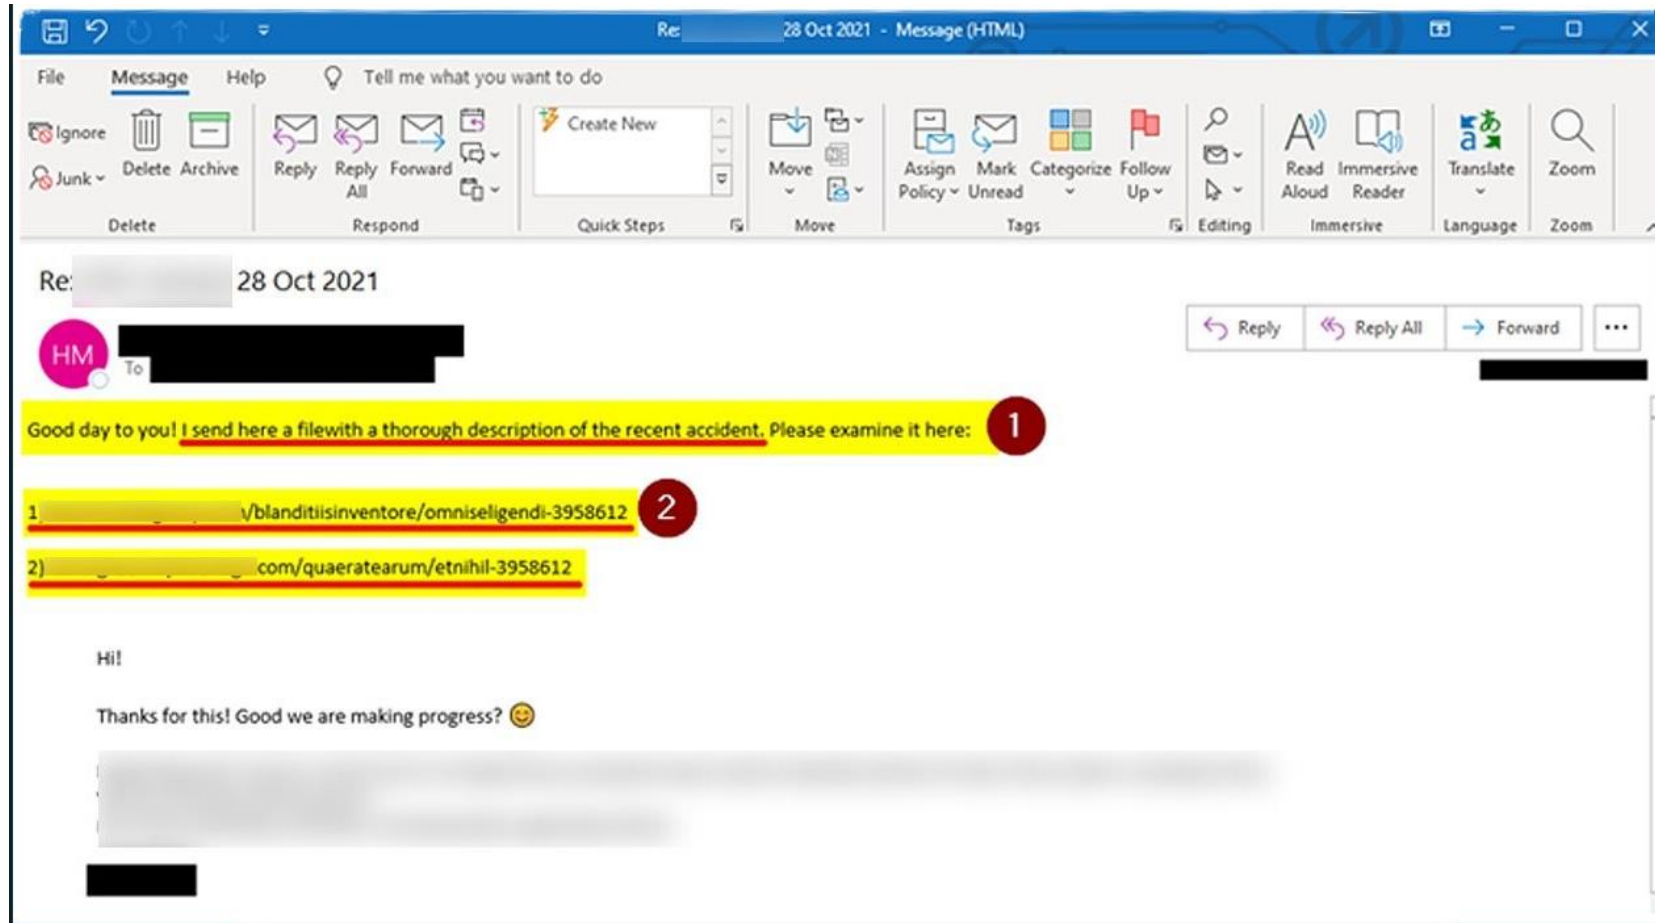 Re: 28 Oct 2021 - Message (HTML)
File Message Help Tell me what you want to do
Ignore
Junk
Delete Archive
Reply Reply All Forward
Create New
Move
Assign Policy Mark Unread Categorize Follow Up
Read Aloud Immersive Reader
Translate
Zoom
Delete Respond Quick Steps Move Tags Editing Immersive Language Zoom
Re: 28 Oct 2021
Reply Reply All Forward ...
HM
To
Good day to you! I send here a filewith a thorough description of the recent accident. Please examine it here: 1
1 /blanditiisinventore/omniseligendi-3958612 2
2) com/quaeratearum/etnihil-3958612
Hi!
Thanks for this! Good we are making progress? 😊